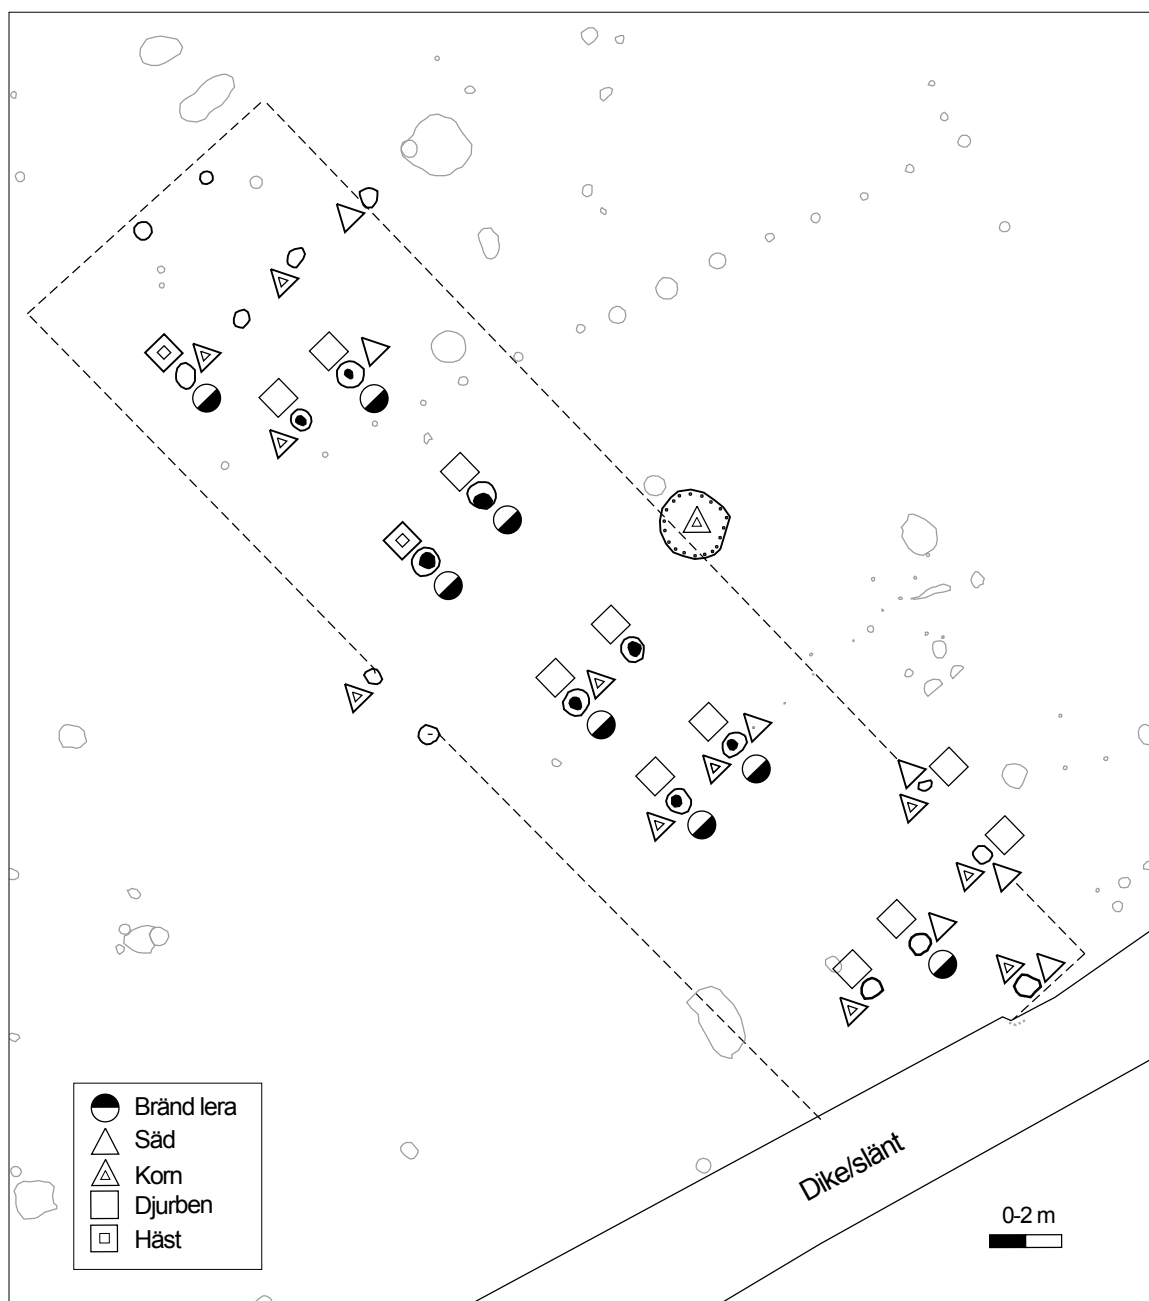 Dike/slänt
Bränd lera
Säd
Korn
Djurben
Häst
0-2 m